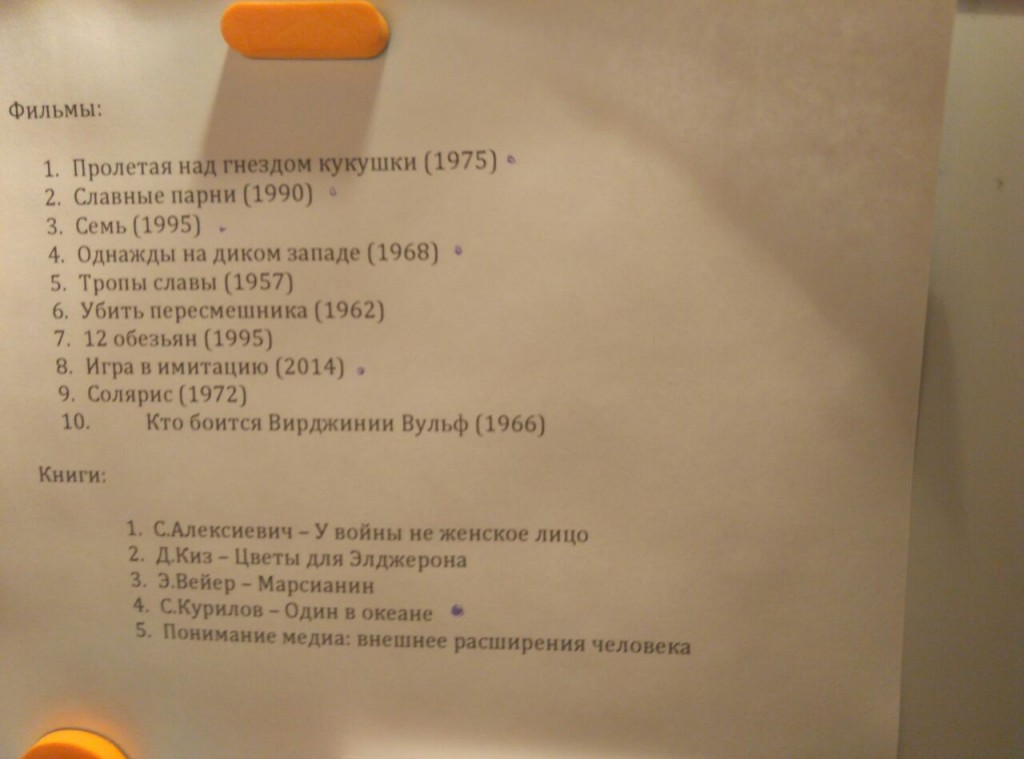 Фильмы:
1. Пролетая над гнездом кукушки (1975)
2. Славные парни (1990)
3. Семь (1995)
4. Однажды на диком западе (1968)
5. Тропы славы (1957)
6. Убить пересмешника (1962)
7. 12 обезьян (1995)
8. Игра в имитацию (2014)
9. Солярис (1972)
10. Кто боится Вирджинии Вульф (1966)
Книги:
1. С.Алексиевич – У войны не женское лицо
2. Д.Киз – Цветы для Элджерона
3. Э.Вейер – Марсианин
4. С.Курилов – Один в океане
5. Понимание медиа: внешнее расширения человека